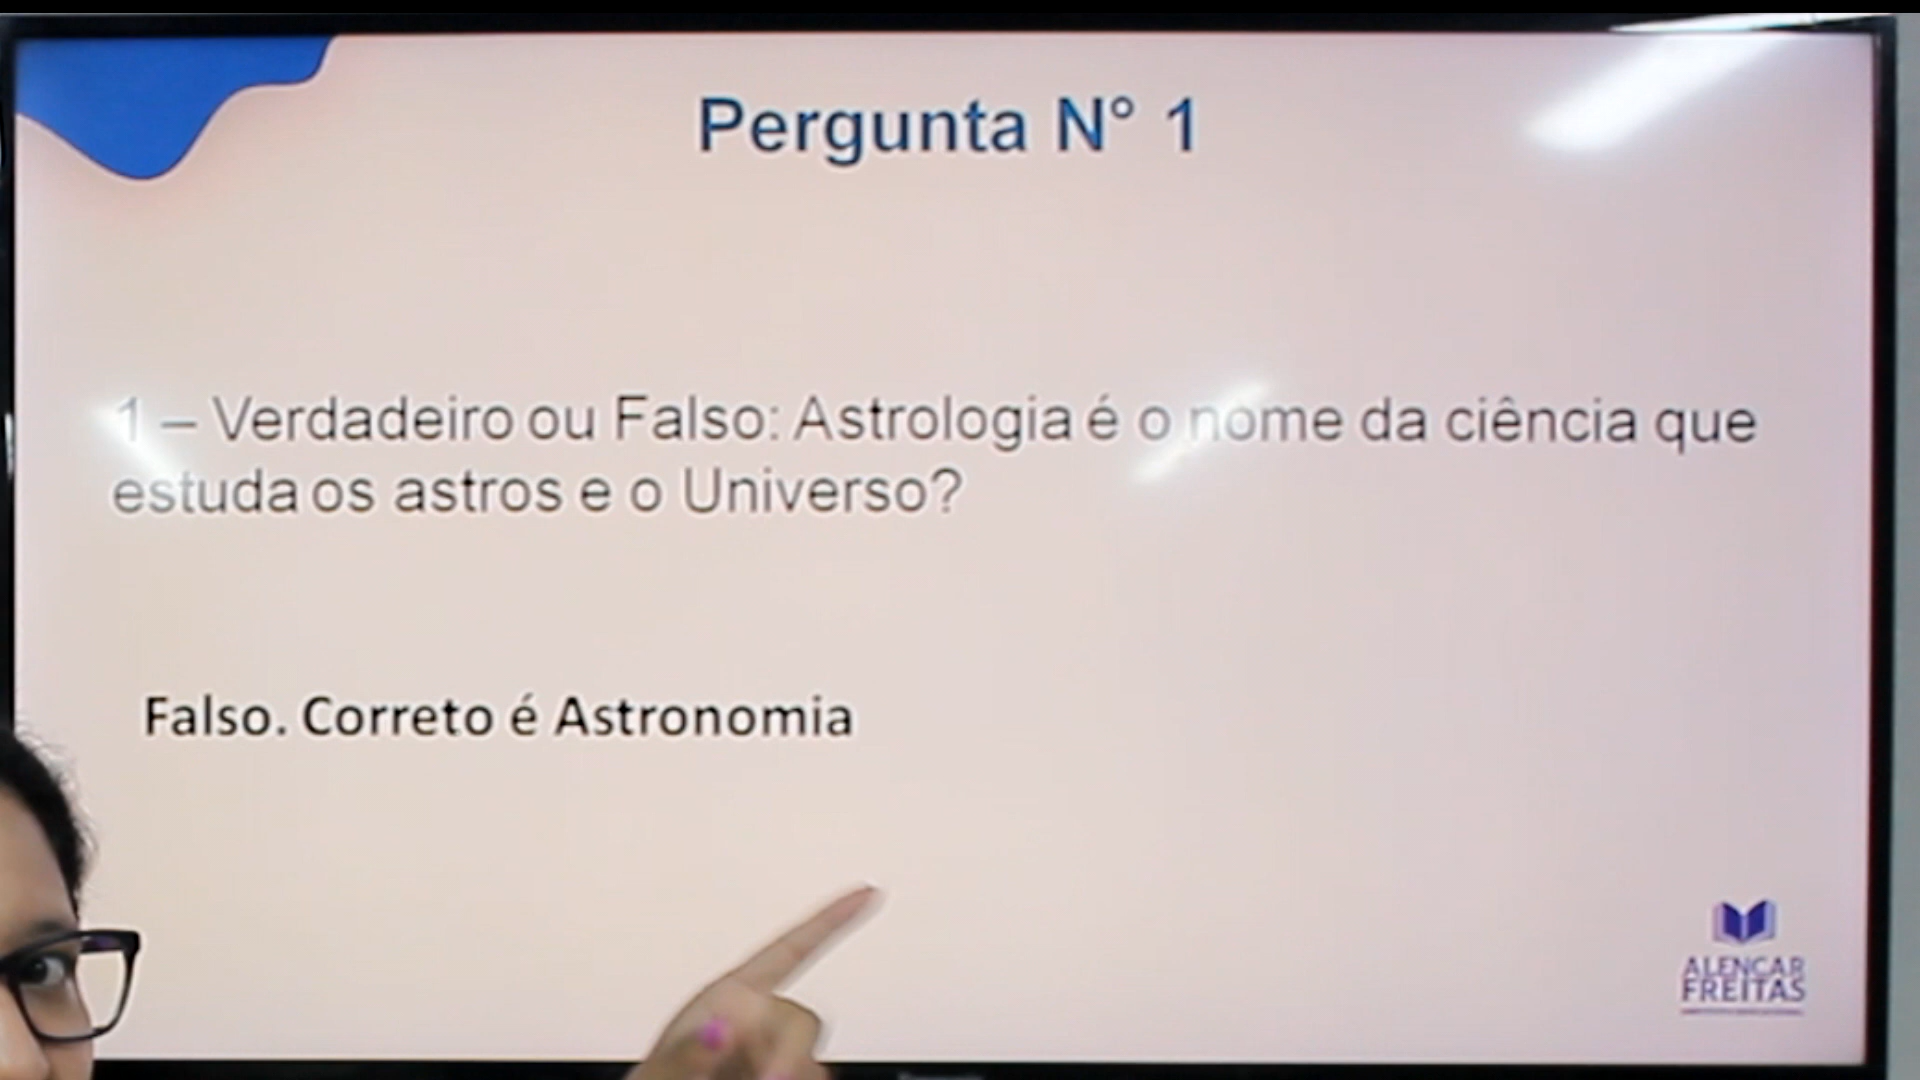 Pergunta N° 1
1 – Verdadeiro ou Falso: Astrologia é o nome da ciência que
estuda os astros e o Universo?
Falso. Correto é Astronomia
ALENCAR
FREITAS